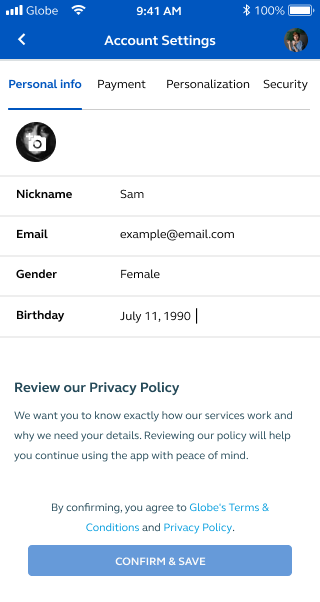 Globe 9:41 AM 100%
Account Settings
Personal info Payment Personalization Security
Nickname Sam
Email example@email.com
Gender Female
Birthday July 11, 1990
Review our Privacy Policy
We want you to know exactly how our services work and
why we need your details. Reviewing our policy will help
you continue using the app with peace of mind.
By confirming, you agree to Globe's Terms &
Conditions and Privacy Policy.
CONFIRM & SAVE